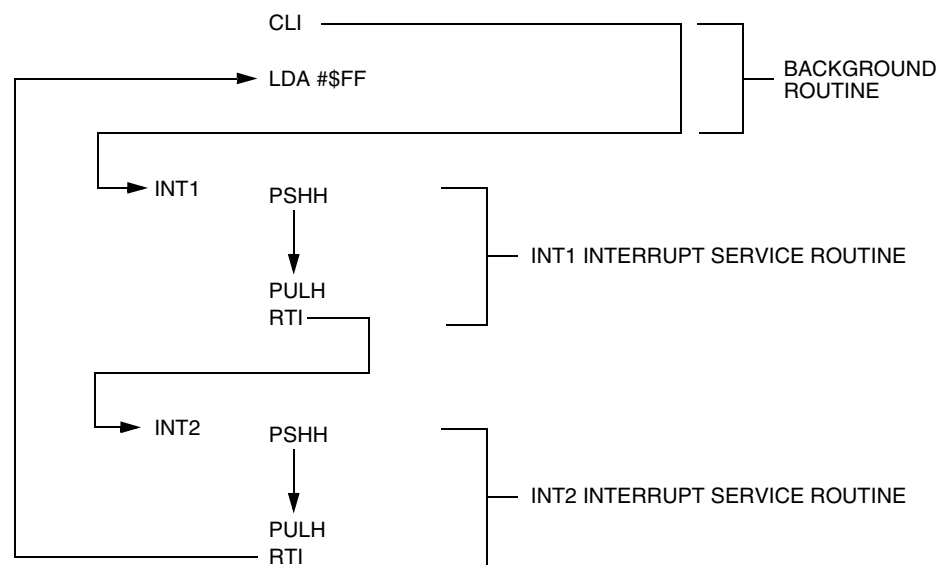 CLI
LDA #$FF
BACKGROUND
ROUTINE
INT1
PSHH
INT1 INTERRUPT SERVICE ROUTINE
PULH
RTI
INT2
PSHH
INT2 INTERRUPT SERVICE ROUTINE
PULH
RTI